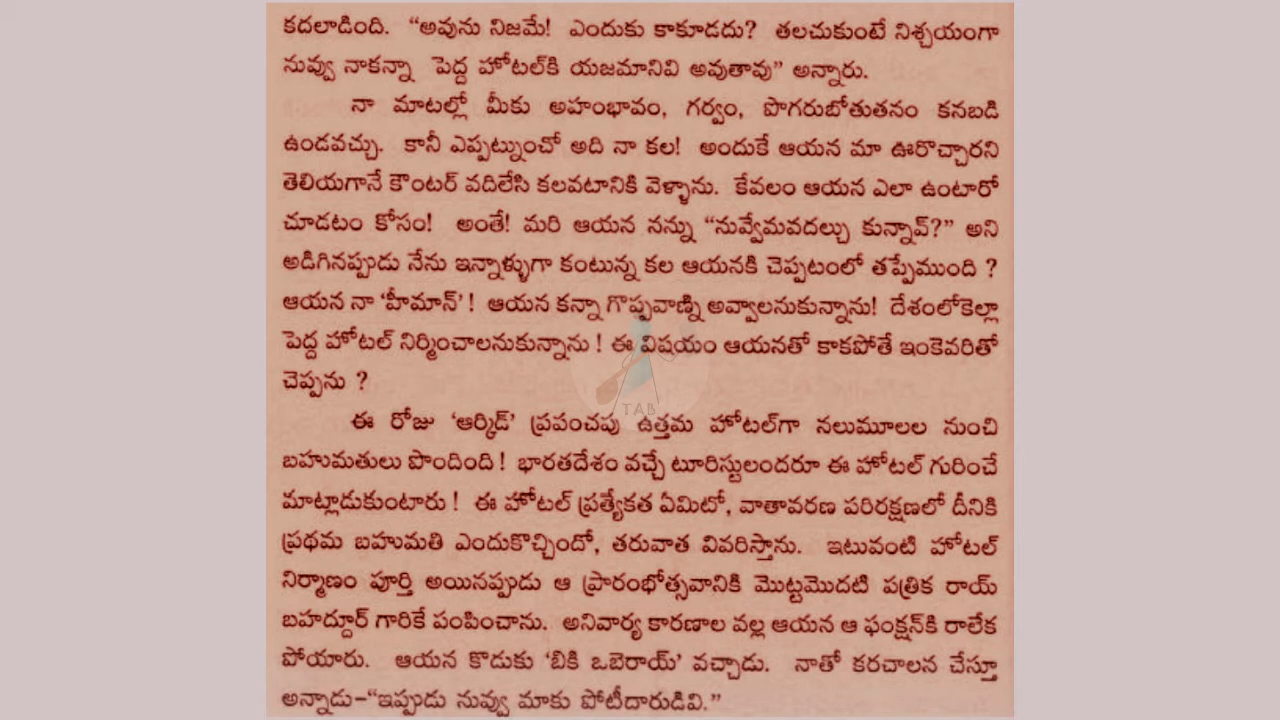 కదలాడింది. “అవును నిజమే! ఎందుకు కాకూడదు? తలచుకుంటే నిశ్చయంగా
నువ్వు నాకన్నా పెద్ద హోటల్‌కి యజమానివి అవుతావు” అన్నారు.
నా మాటల్లో మీకు అహంభావం, గర్వం, పొగరుబోతుతనం కనబడి
ఉండవచ్చు. కానీ ఎప్పట్నుంచో అది నా కల! అందుకే ఆయన మా ఊరొచ్చారని
తెలియగానే కౌంటర్ వదిలేసి కలవటానికి వెళ్ళాను. కేవలం ఆయన ఎలా ఉంటారో
చూడటం కోసం! అంతే! మరి ఆయన నన్ను “నువ్వేమవదల్చు కున్నావ్?” అని
అడిగినప్పుడు నేను ఇన్నాళ్ళుగా కంటున్న కల ఆయనకి చెప్పటంలో తప్పేముంది ?
ఆయన నా ‘హీమాన్’ ! ఆయన కన్నా గొప్పవాణ్ని అవ్వాలనుకున్నాను! దేశంలోకెల్లా
పెద్ద హోటల్ నిర్మించాలనుకున్నాను ! ఈ విషయం ఆయనతో కాకపోతే ఇంకెవరితో
చెప్పను ?
TAB
ఈ రోజు ‘ఆర్కిడ్’ ప్రపంచపు ఉత్తమ హోటల్‌గా నలుమూలల నుంచి
బహుమతులు పొందింది ! భారతదేశం వచ్చే టూరిస్టులందరూ ఈ హోటల్ గురించే
మాట్లాడుకుంటారు ! ఈ హోటల్ ప్రత్యేకత ఏమిటో, వాతావరణ పరిరక్షణలో దీనికి
ప్రథమ బహుమతి ఎందుకొచ్చిందో, తరువాత వివరిస్తాను. ఇటువంటి హోటల్
నిర్మాణం పూర్తి అయినప్పుడు ఆ ప్రారంభోత్సవానికి మొట్టమొదటి పత్రిక రాయ్
బహద్దూర్ గారికే పంపించాను. అనివార్య కారణాల వల్ల ఆయన ఆ ఫంక్షన్‌కి రాలేక
పోయారు. ఆయన కొడుకు ‘బికి ఒబెరాయ్’ వచ్చాడు. నాతో కరచాలన చేస్తూ
అన్నాడు–“ఇప్పుడు నువ్వు మాకు పోటీదారుడివి.”